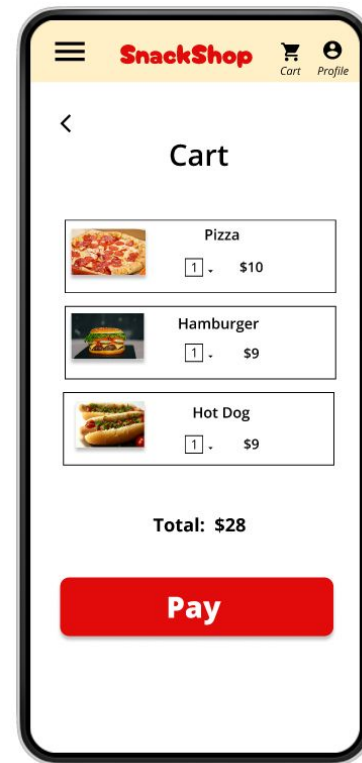 SnackShop
Cart
Profile
Cart
Pizza
1 $10
Hamburger
1 $9
Hot Dog
1 $9
Total: $28
Pay